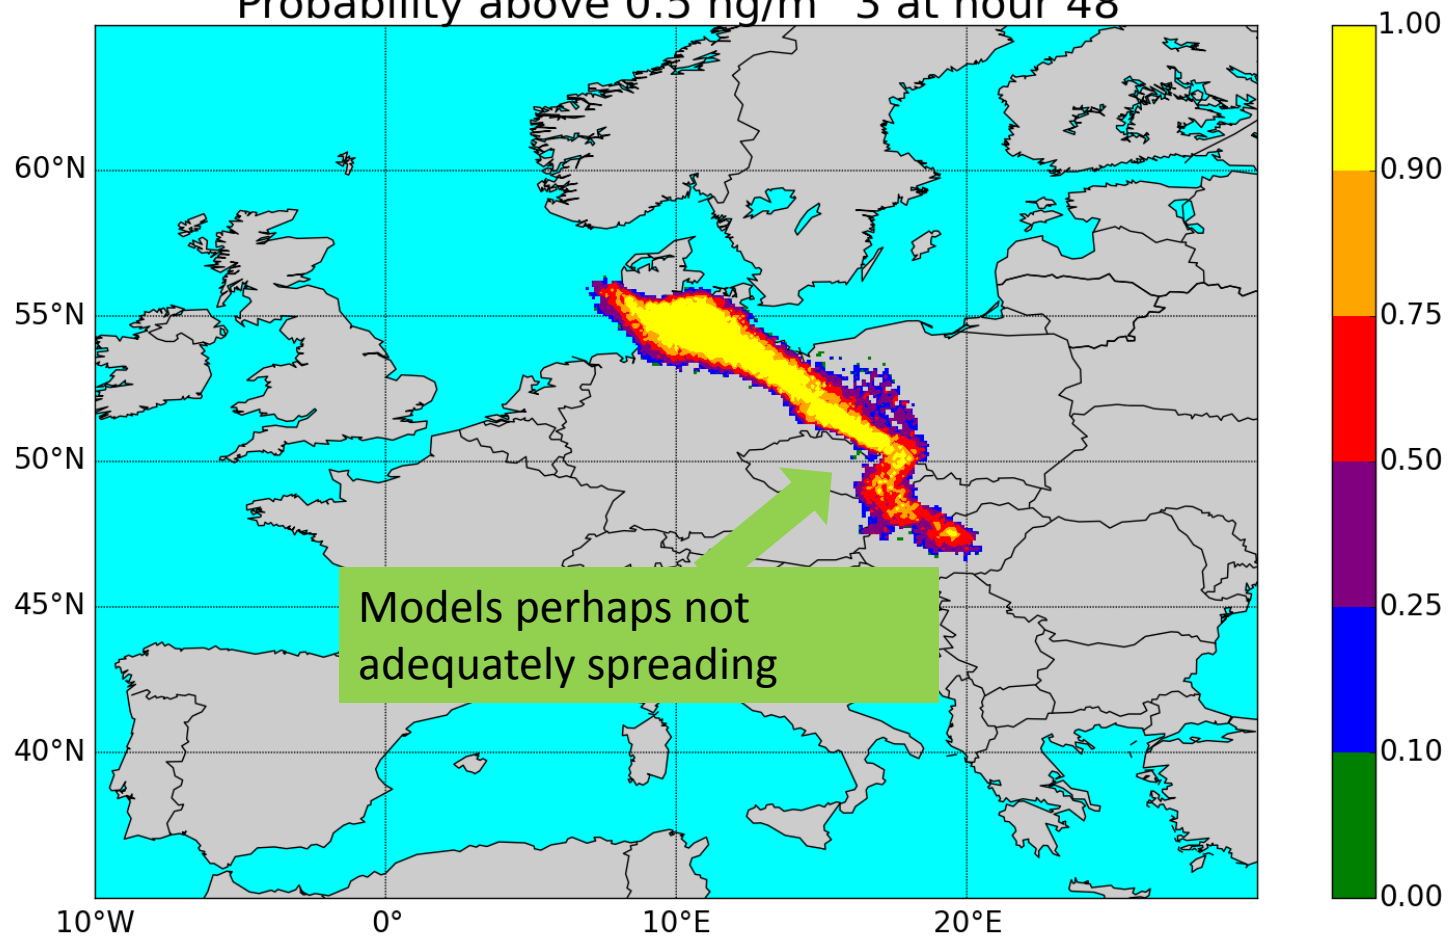 Probability above 0.5 ng/m^3 at hour 48
1.00
60°N
0.90
55°N
0.75
50°N
0.50
Models perhaps not
adequately spreading
45°N
0.25
40°N
0.10
0.00
10°W 0° 10°E 20°E